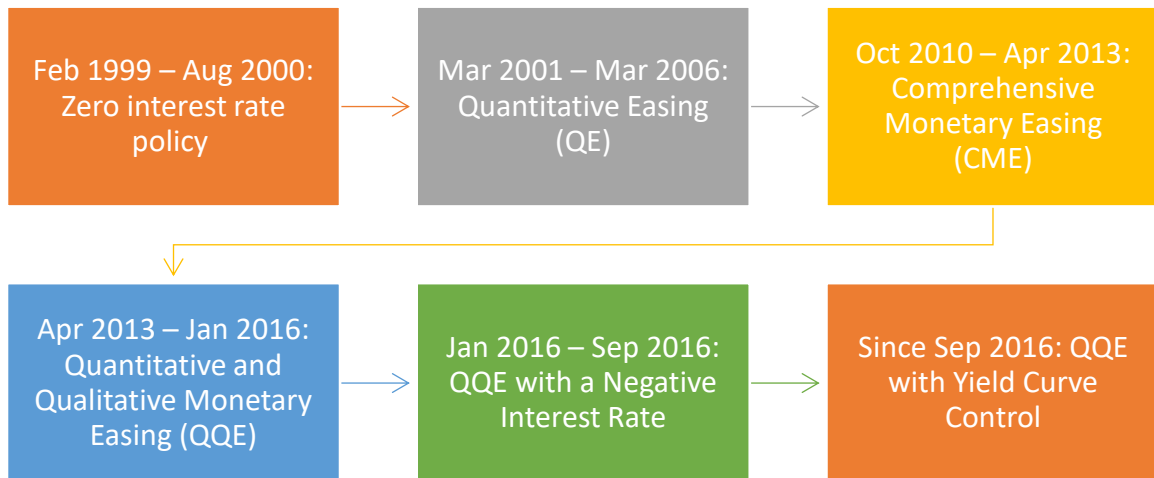 Feb 1999 – Aug 2000:
Zero interest rate
policy
Mar 2001 – Mar 2006:
Quantitative Easing
(QE)
Oct 2010 – Apr 2013:
Comprehensive
Monetary Easing
(CME)
Apr 2013 – Jan 2016:
Quantitative and
Qualitative Monetary
Easing (QQE)
Jan 2016 – Sep 2016:
QQE with a Negative
Interest Rate
Since Sep 2016: QQE
with Yield Curve
Control